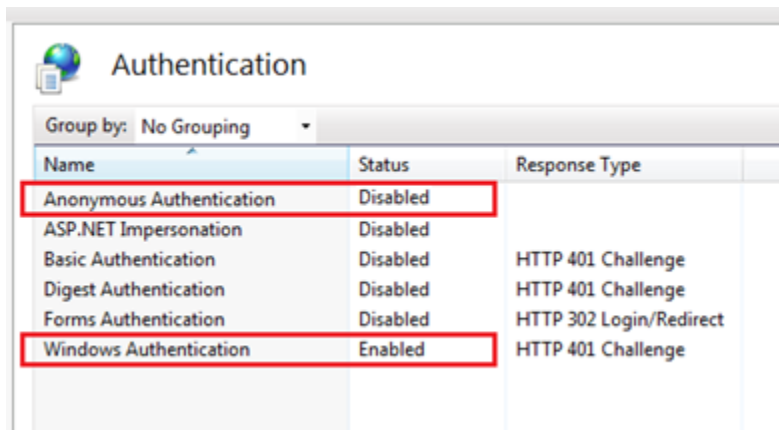 Authentication
Group by: No Grouping
Name Status Response Type
Anonymous Authentication Disabled
ASP.NET Impersonation Disabled
Basic Authentication Disabled HTTP 401 Challenge
Digest Authentication Disabled HTTP 401 Challenge
Forms Authentication Disabled HTTP 302 Login/Redirect
Windows Authentication Enabled HTTP 401 Challenge